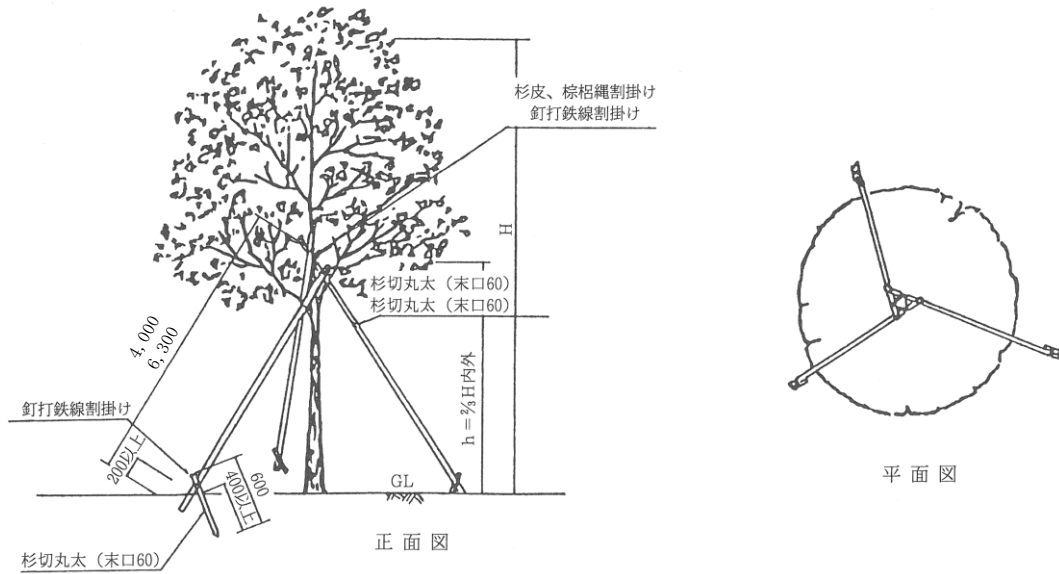 杉皮、棕梠縄割掛け
釘打鉄線割掛け
H
杉切丸太（末口60）
杉切丸太（末口60）
4,000
6,300
h＝⅔H内外
釘打鉄線割掛け
200以上
600
400以上
GL
杉切丸太（末口60）
正面図
平面図